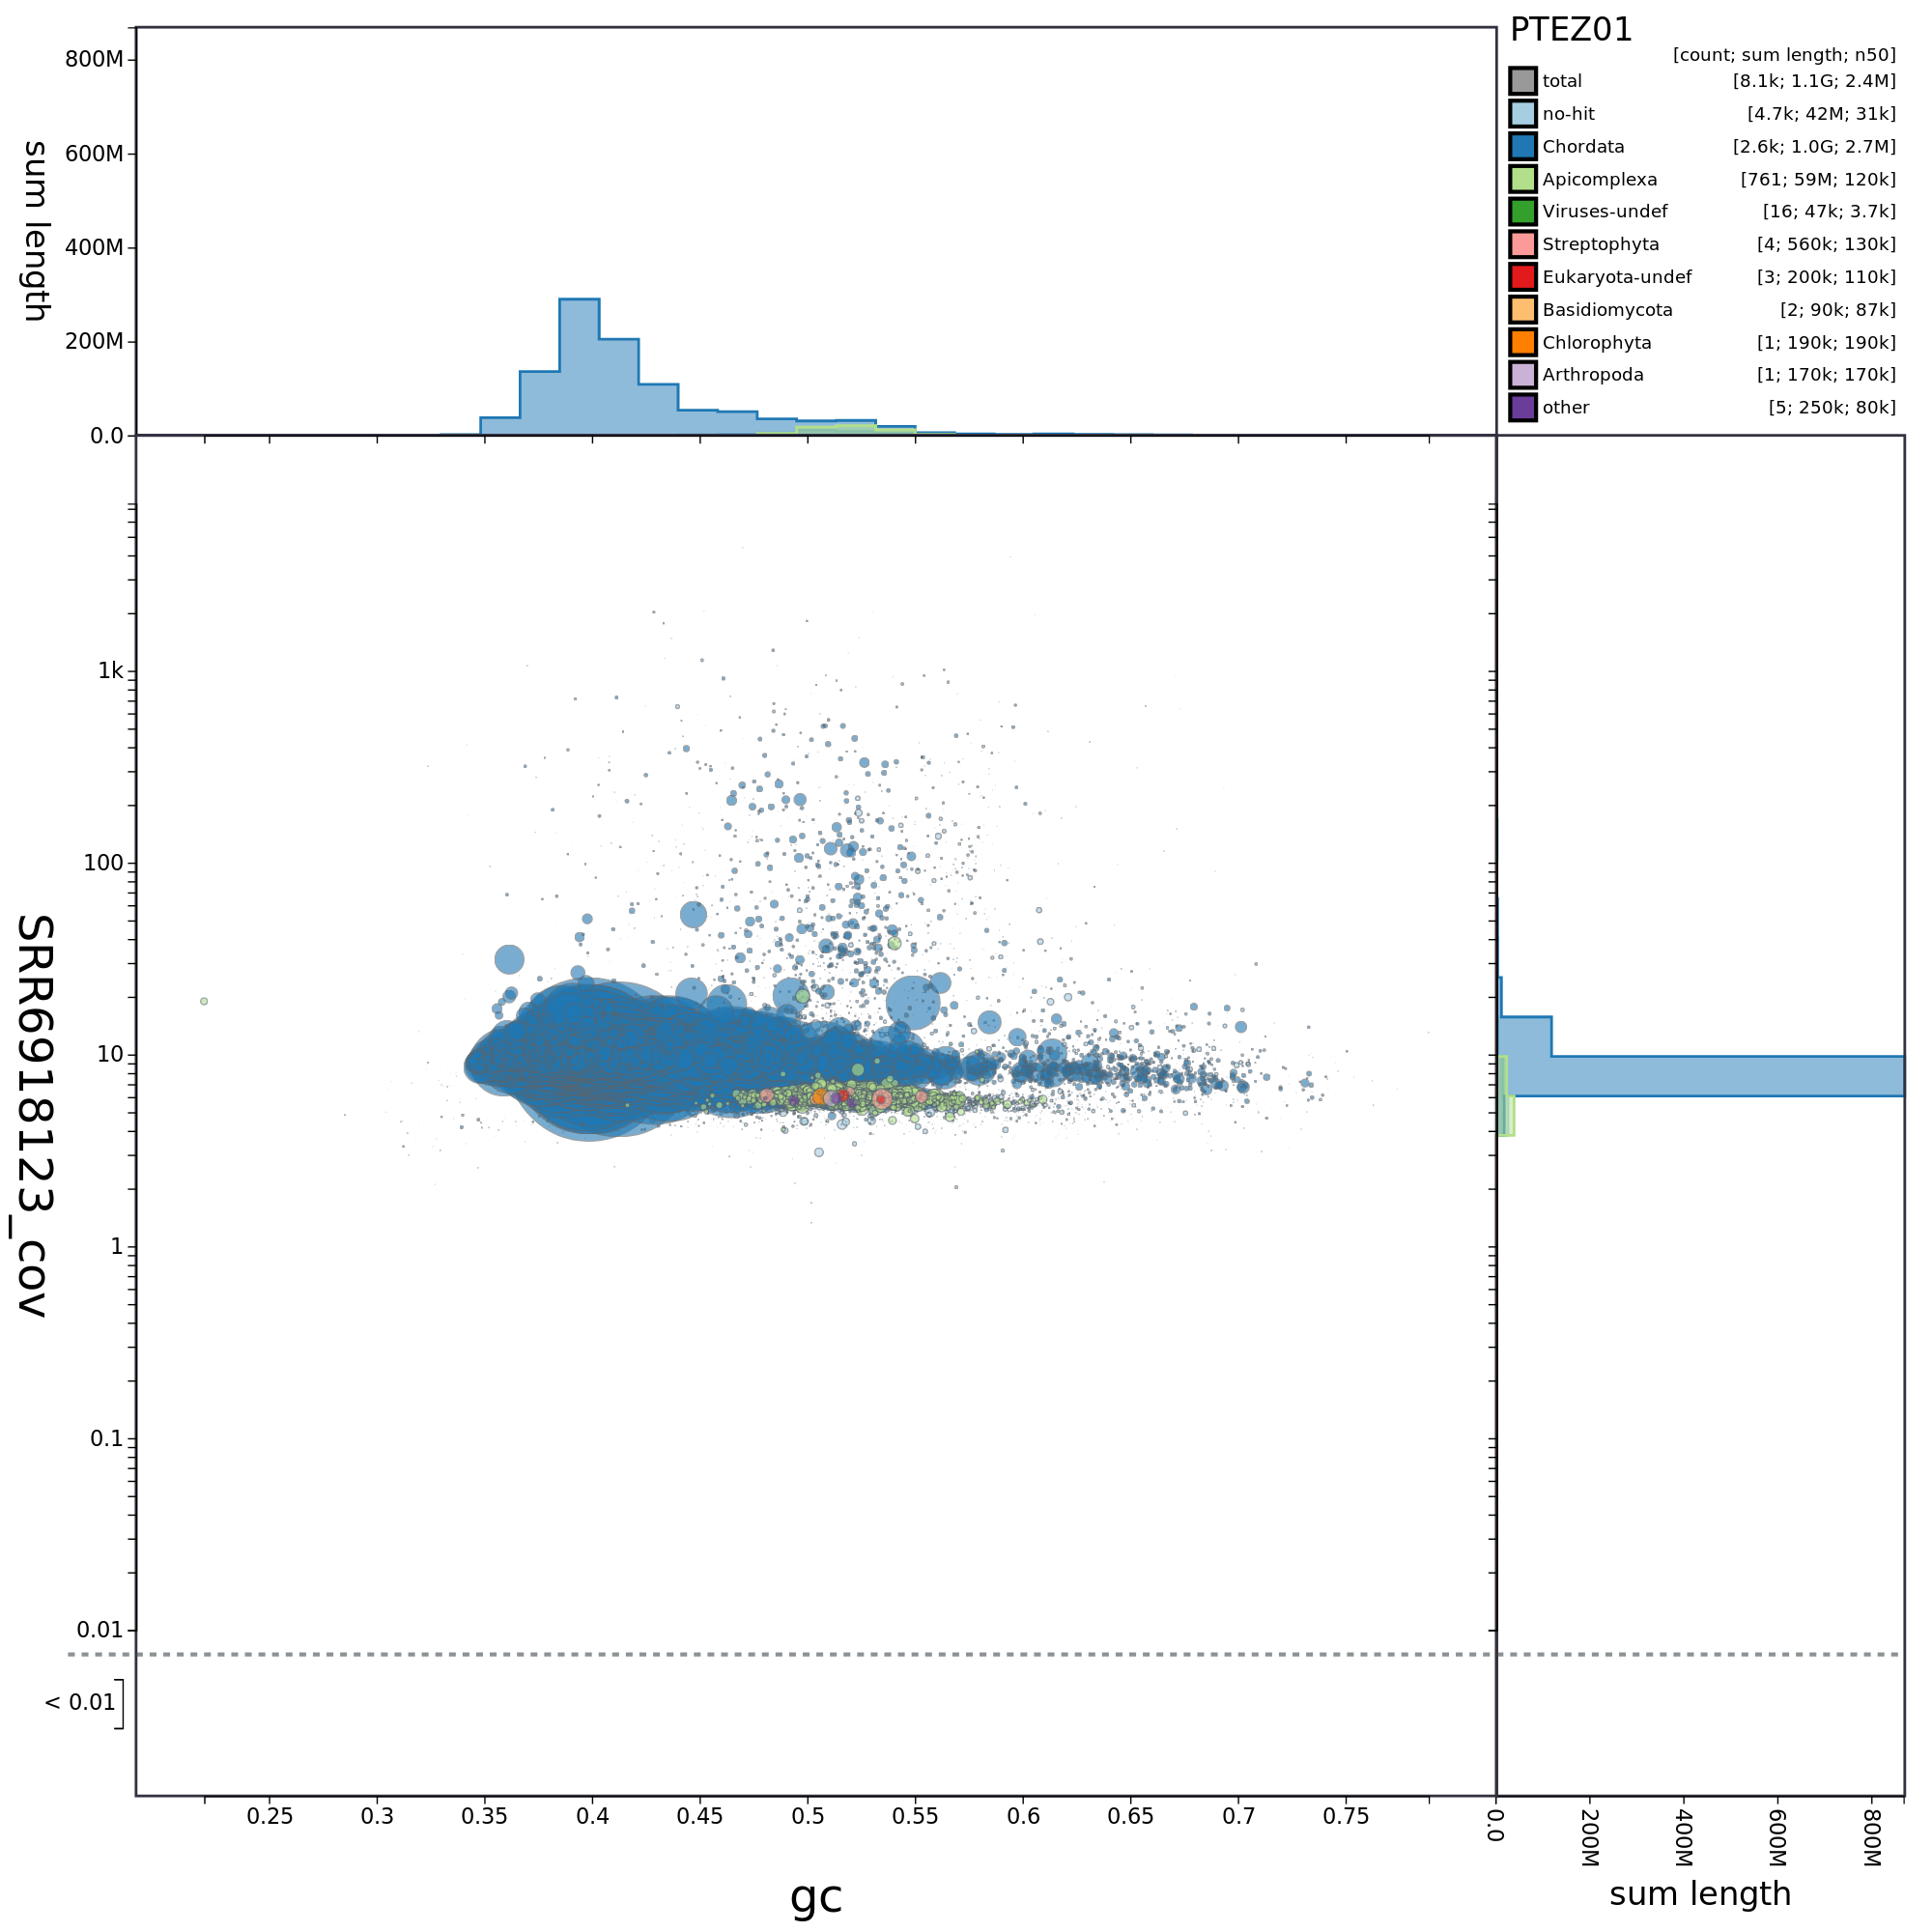 PTEZ01
[count; sum length; n50]
total [8.1k; 1.1G; 2.4M]
no-hit [4.7k; 42M; 31k]
Chordata [2.6k; 1.0G; 2.7M]
Apicomplexa [761; 59M; 120k]
Viruses-undef [16; 47k; 3.7k]
Streptophyta [4; 560k; 130k]
Eukaryota-undef [3; 200k; 110k]
Basidiomycota [2; 90k; 87k]
Chlorophyta [1; 190k; 190k]
Arthropoda [1; 170k; 170k]
other [5; 250k; 80k]
sum length
800M
600M
400M
200M
0.0
SRR6918123_cov
1k
100
10
1
0.1
0.01
< 0.01
0.25 0.3 0.35 0.4 0.45 0.5 0.55 0.6 0.65 0.7 0.75
gc
0.0 200M 400M 600M 800M
sum length